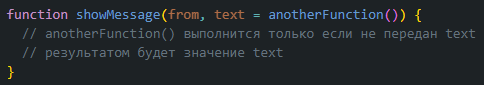 function showMessage(from, text = anotherFunction()) {
// anotherFunction() выполнится только если не передан text
// результатом будет значение text
}